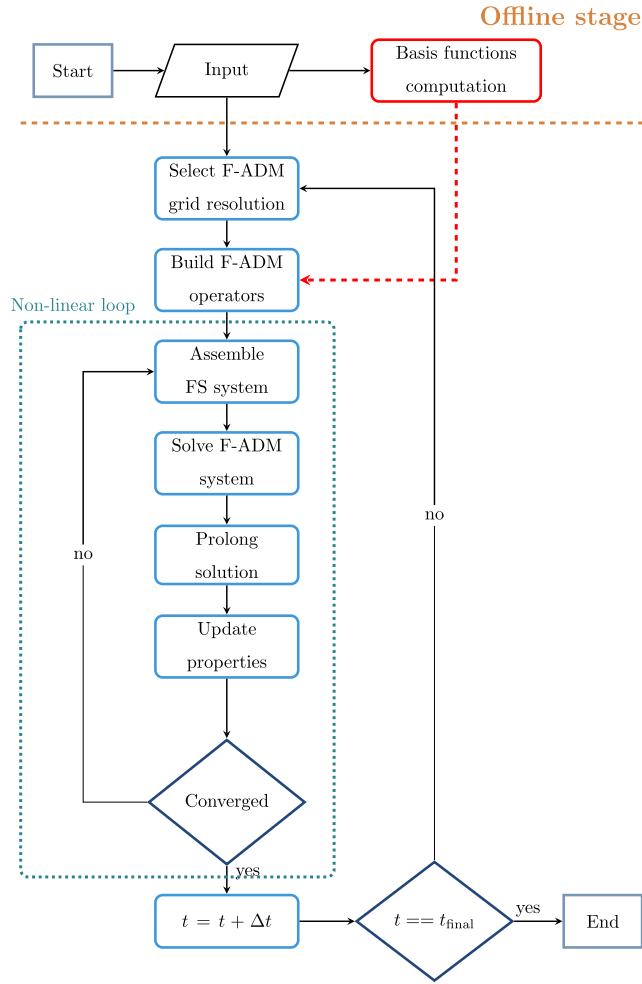 Offline stage
Start
Input
Basis functions
computation
Select F-ADM
grid resolution
Build F-ADM
operators
Non-linear loop
Assemble
FS system
Solve F-ADM
system
no
no
Prolong
solution
Update
properties
Converged
yes
t = t + Δt
t == t_final
yes
End